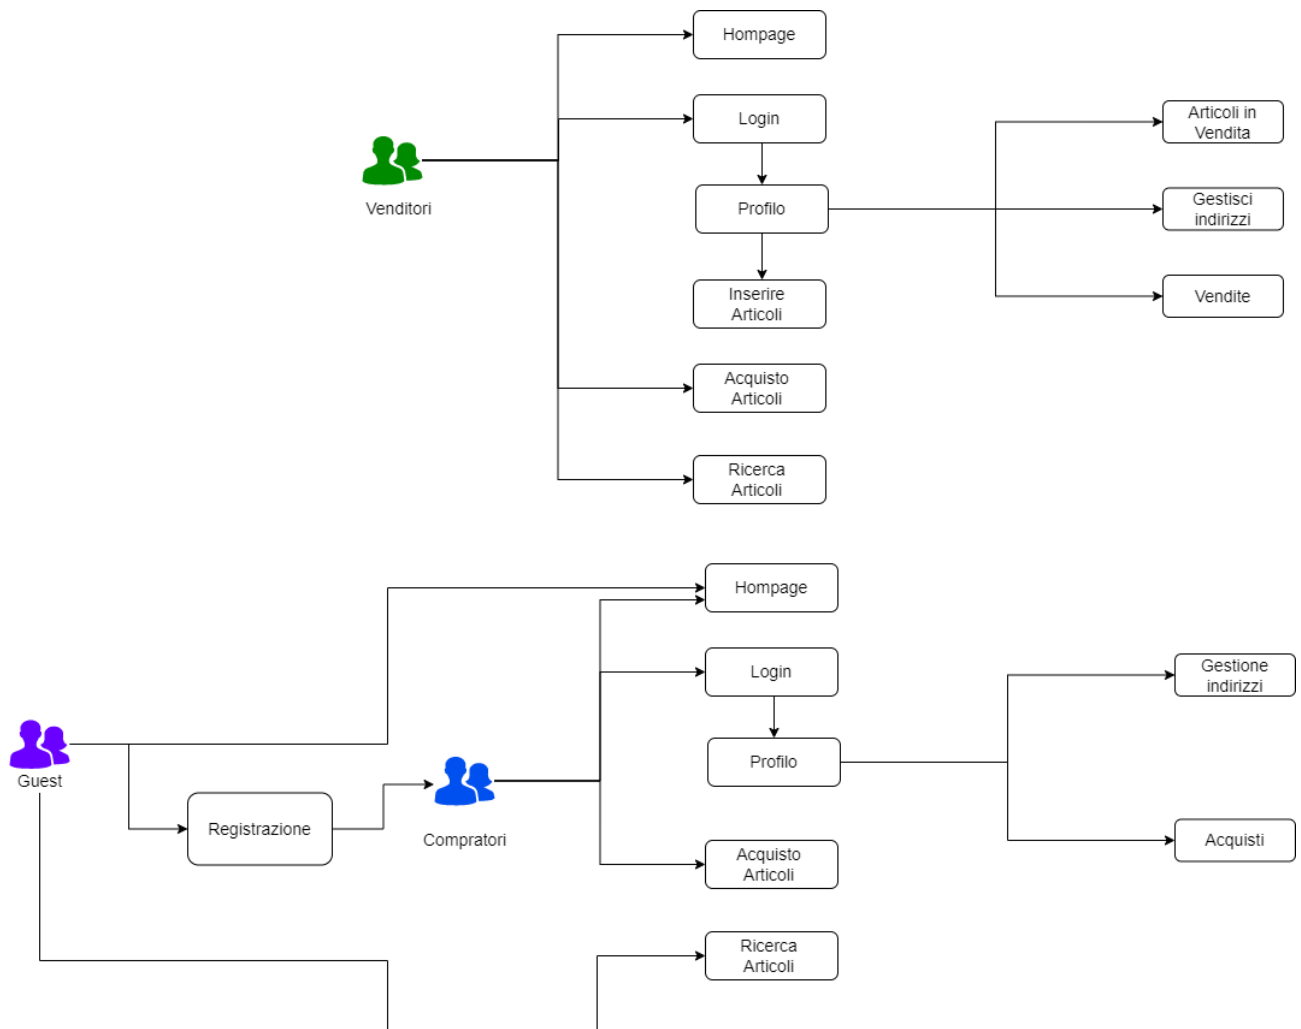 Hompage
Login
Articoli in
Vendita
Venditori
Profilo
Gestisci
indirizzi
Inserire
Articoli
Vendite
Acquisto
Articoli
Ricerca
Articoli
Hompage
Login
Gestione
indirizzi
Guest
Profilo
Registrazione
Compratori
Acquisto
Articoli
Acquisti
Ricerca
Articoli